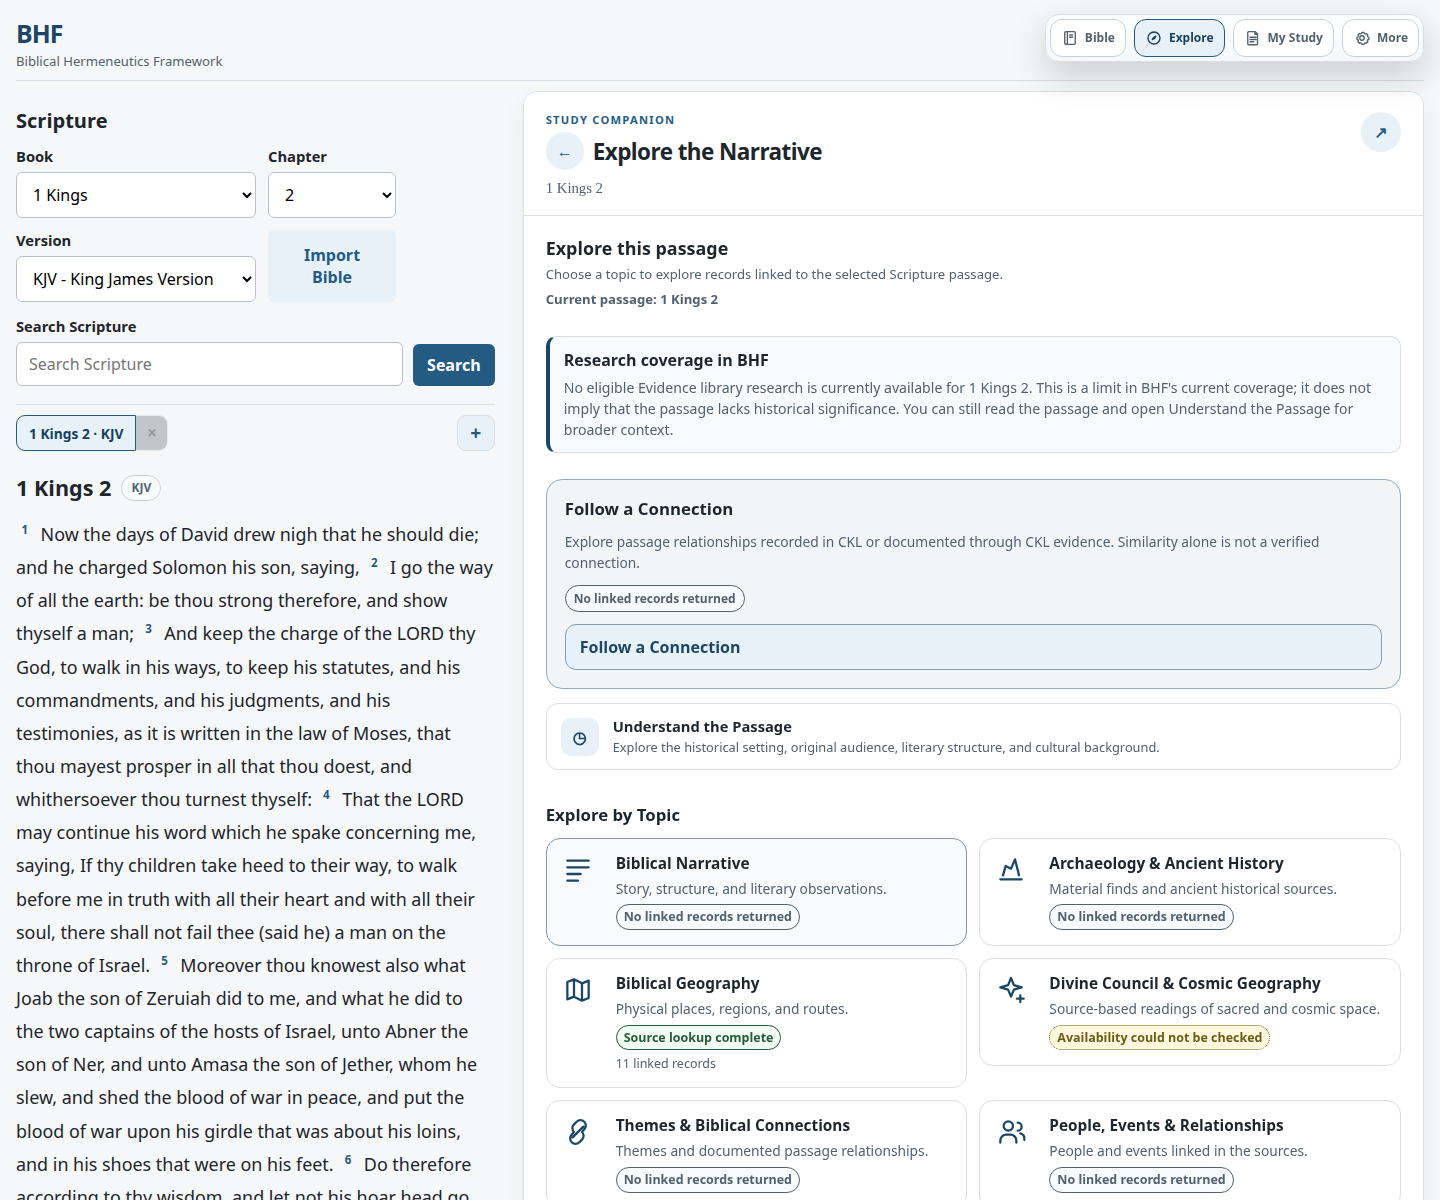 BHF
Biblical Hermeneutics Framework
Bible
Explore
My Study
More
Scripture
Book
Chapter
1 Kings
2
Version
KJV - King James Version
Import
Bible
Search Scripture
Search Scripture
Search
1 Kings 2 · KJV
×
+
1 Kings 2
KJV
1 Now the days of David drew nigh that he should die;
and he charged Solomon his son, saying, 2 I go the way
of all the earth: be thou strong therefore, and show
thyself a man; 3 And keep the charge of the LORD thy
God, to walk in his ways, to keep his statutes, and his
commandments, and his judgments, and his
testimonies, as it is written in the law of Moses, that
thou mayest prosper in all that thou doest, and
whithersoever thou turnest thyself: 4 That the LORD
may continue his word which he spake concerning me,
saying, If thy children take heed to their way, to walk
before me in truth with all their heart and with all their
soul, there shall not fail thee (said he) a man on the
throne of Israel. 5 Moreover thou knowest also what
Joab the son of Zeruiah did to me, and what he did to
the two captains of the hosts of Israel, unto Abner the
son of Ner, and unto Amasa the son of Jether, whom he
slew, and shed the blood of war in peace, and put the
blood of war upon his girdle that was about his loins,
and in his shoes that were on his feet. 6 Do therefore
according to thy wisdom, and let not his hoar head go
STUDY COMPANION
← Explore the Narrative
↗
1 Kings 2
Explore this passage
Choose a topic to explore records linked to the selected Scripture passage.
Current passage: 1 Kings 2
Research coverage in BHF
No eligible Evidence library research is currently available for 1 Kings 2. This is a limit in BHF's current coverage; it does not
imply that the passage lacks historical significance. You can still read the passage and open Understand the Passage for
broader context.
Follow a Connection
Explore passage relationships recorded in CKL or documented through CKL evidence. Similarity alone is not a verified
connection.
No linked records returned
Follow a Connection
Understand the Passage
Explore the historical setting, original audience, literary structure, and cultural background.
Explore by Topic
Biblical Narrative
Story, structure, and literary observations.
No linked records returned
Archaeology & Ancient History
Material finds and ancient historical sources.
No linked records returned
Biblical Geography
Physical places, regions, and routes.
Source lookup complete
11 linked records
Divine Council & Cosmic Geography
Source-based readings of sacred and cosmic space.
Availability could not be checked
Themes & Biblical Connections
Themes and documented passage relationships.
No linked records returned
People, Events & Relationships
People and events linked in the sources.
No linked records returned